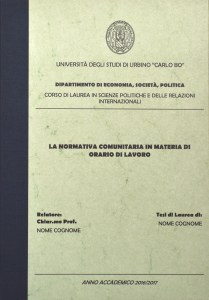 UNIVERSITÀ DEGLI STUDI DI URBINO "CARLO BO"
DIPARTIMENTO DI ECONOMIA, SOCIETÀ, POLITICA
CORSO DI LAUREA IN SCIENZE POLITICHE E DELLE RELAZIONI
INTERNAZIONALI
LA NORMATIVA COMUNITARIA IN MATERIA DI
ORARIO DI LAVORO
Relatore: Tesi di Laurea di:
Chiar.mo Prof. NOME COGNOME
NOME COGNOME
ANNO ACCADEMICO 2016/2017